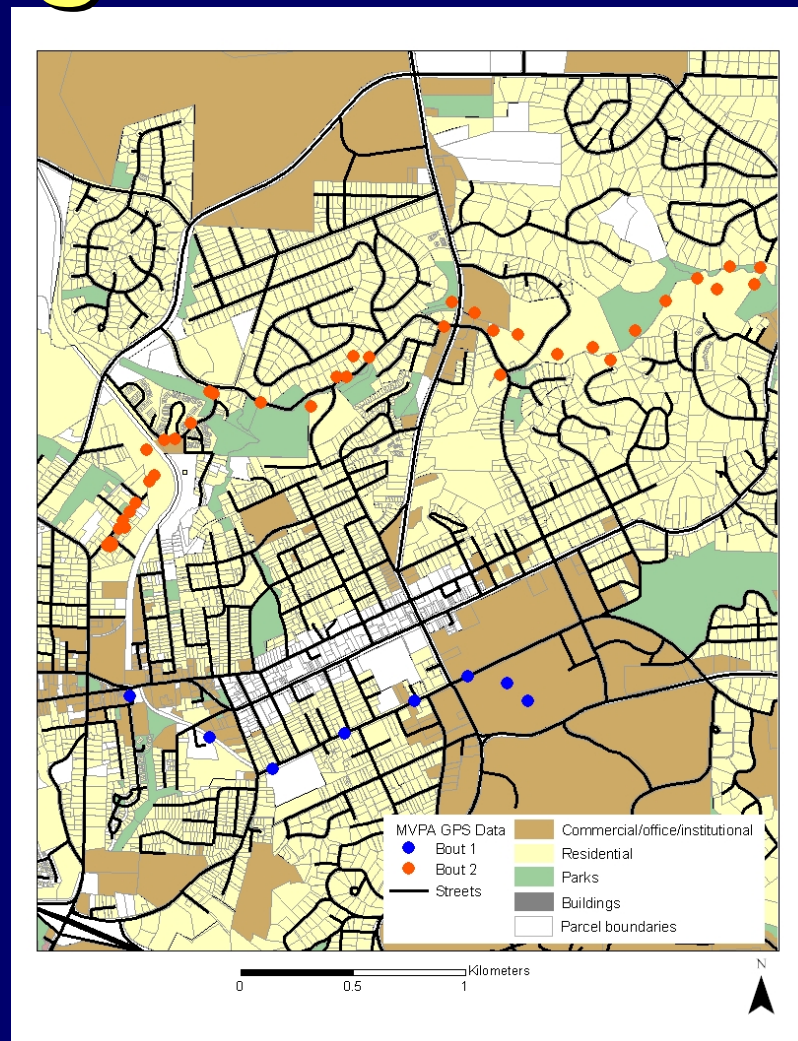 MVPA GPS Data
Bout 1
Bout 2
Streets
Commercial/office/institutional
Residential
Parks
Buildings
Parcel boundaries
Kilometers
0 0.5 1
N